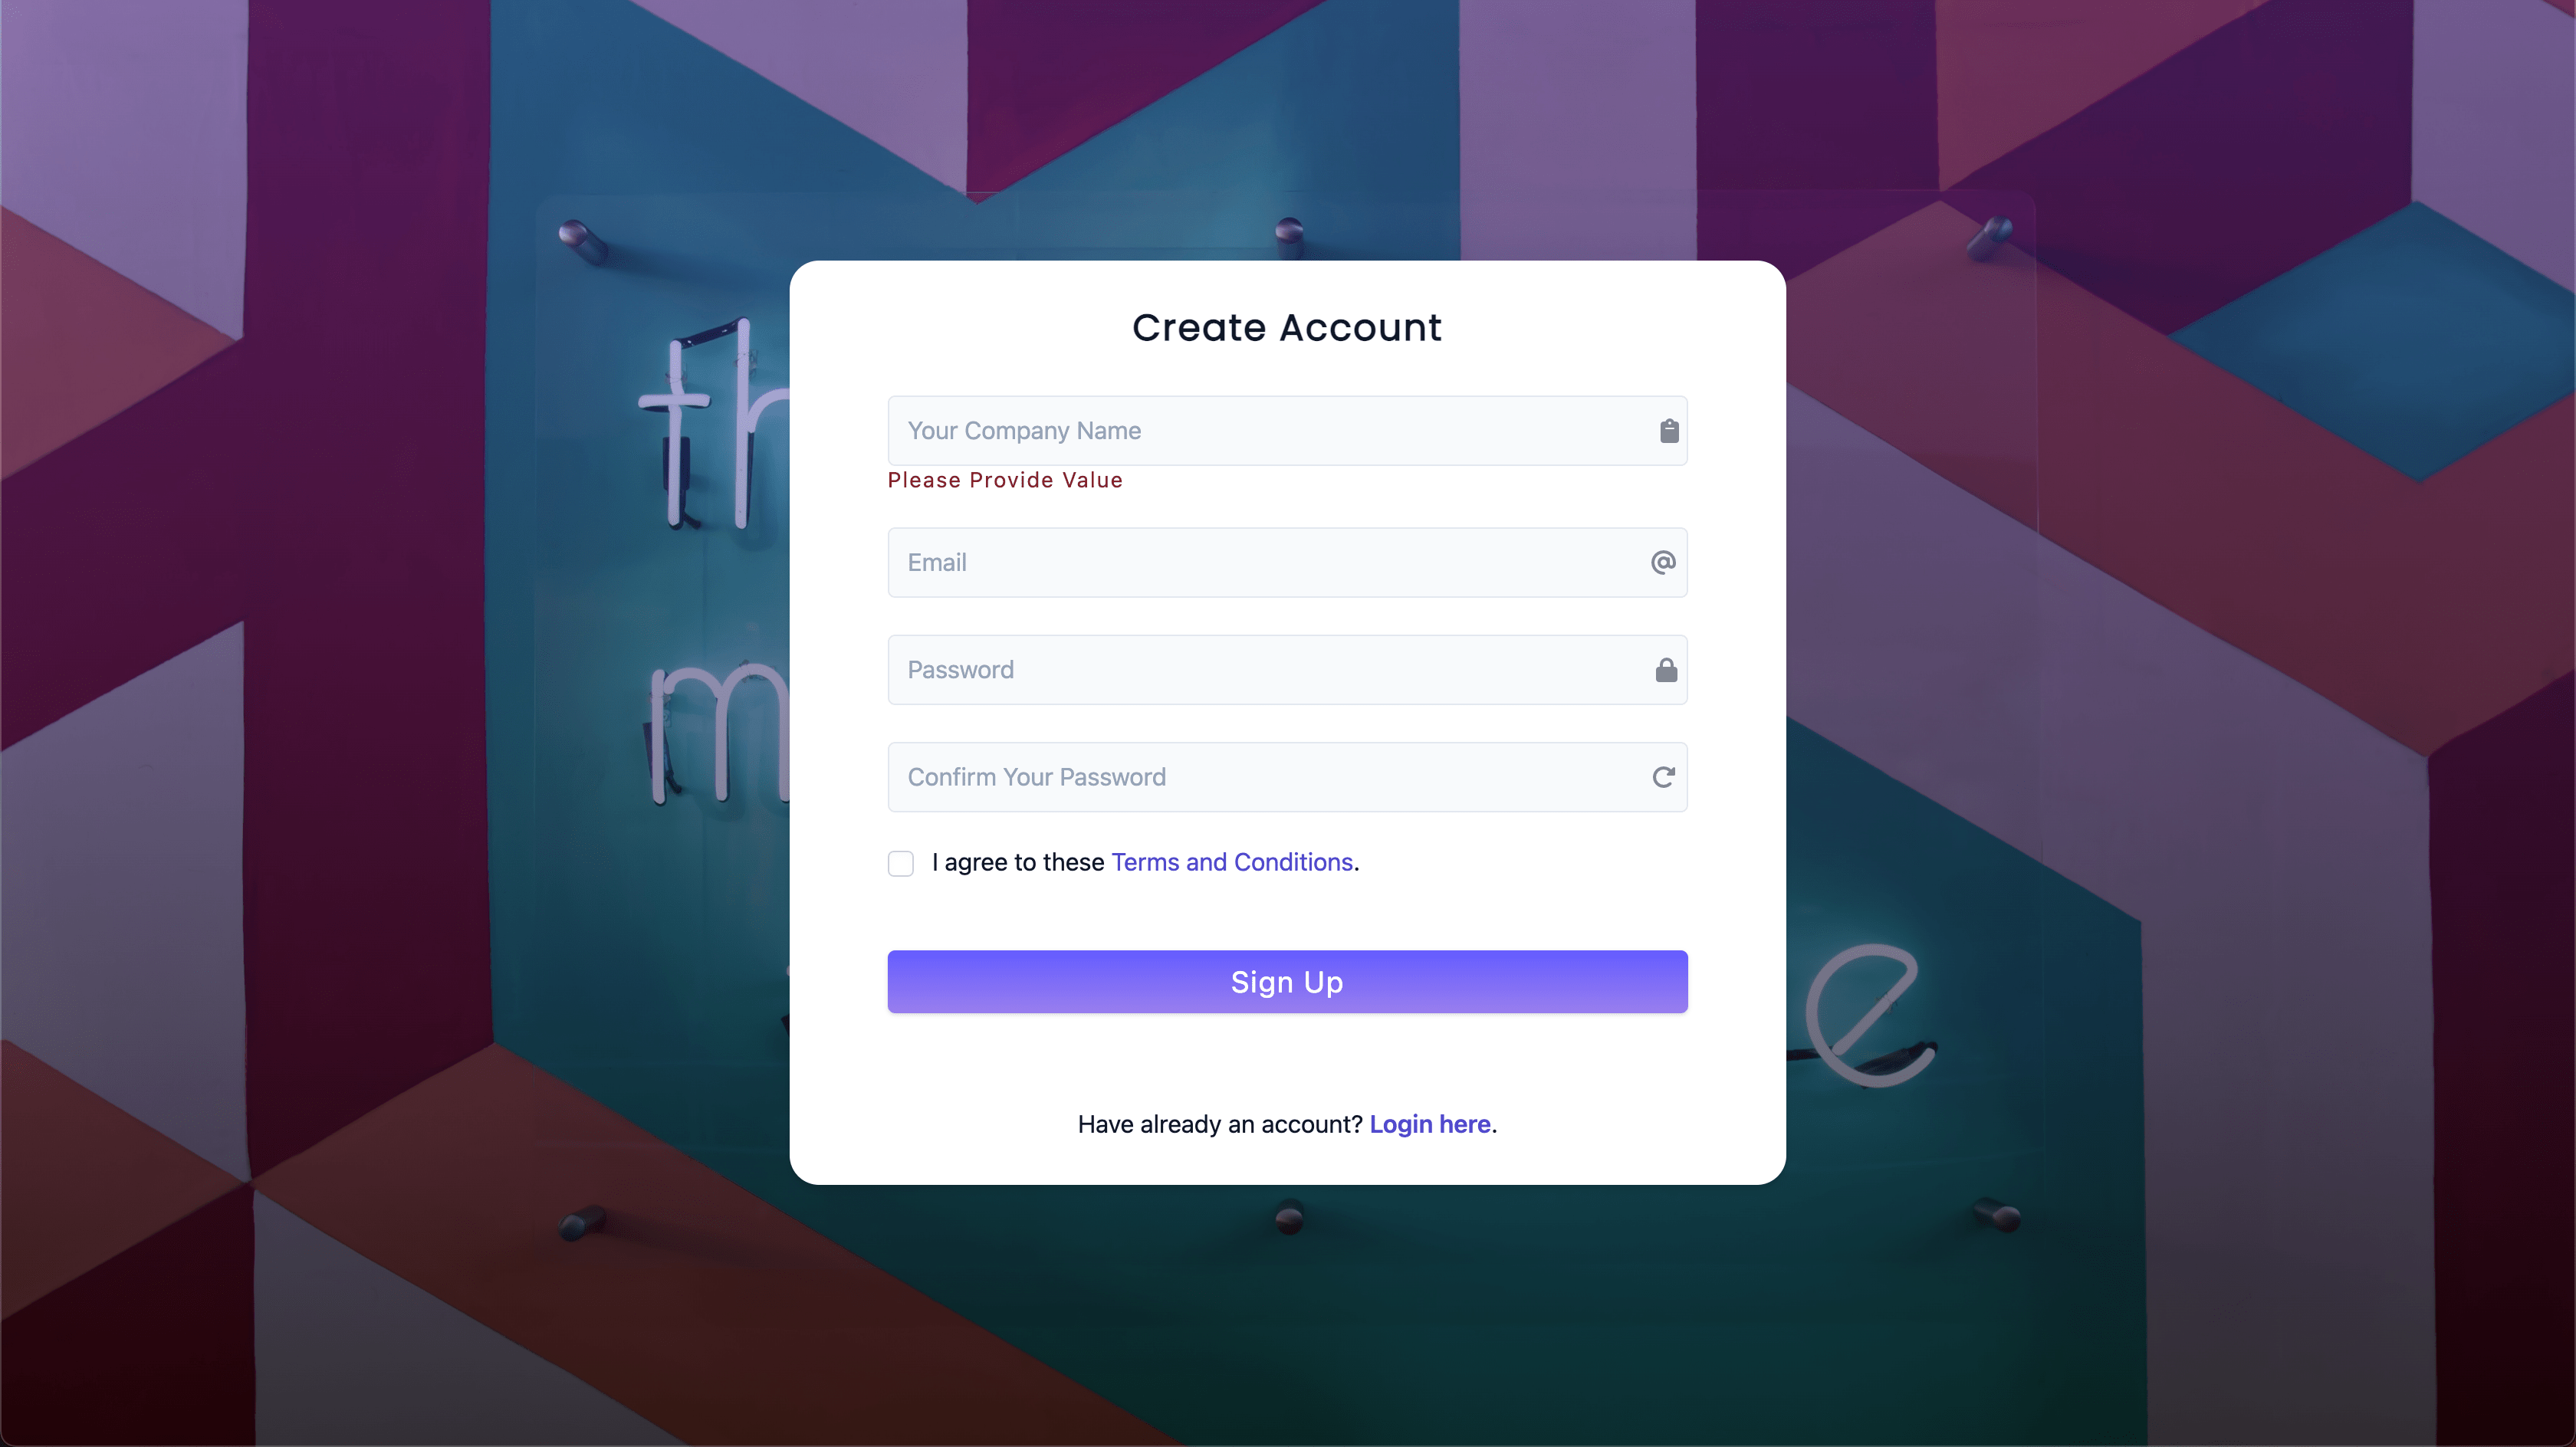 Create Account
Your Company Name
Please Provide Value
Email
Password
Confirm Your Password
I agree to these Terms and Conditions.
Sign Up
Have already an account? Login here.
th
m
e